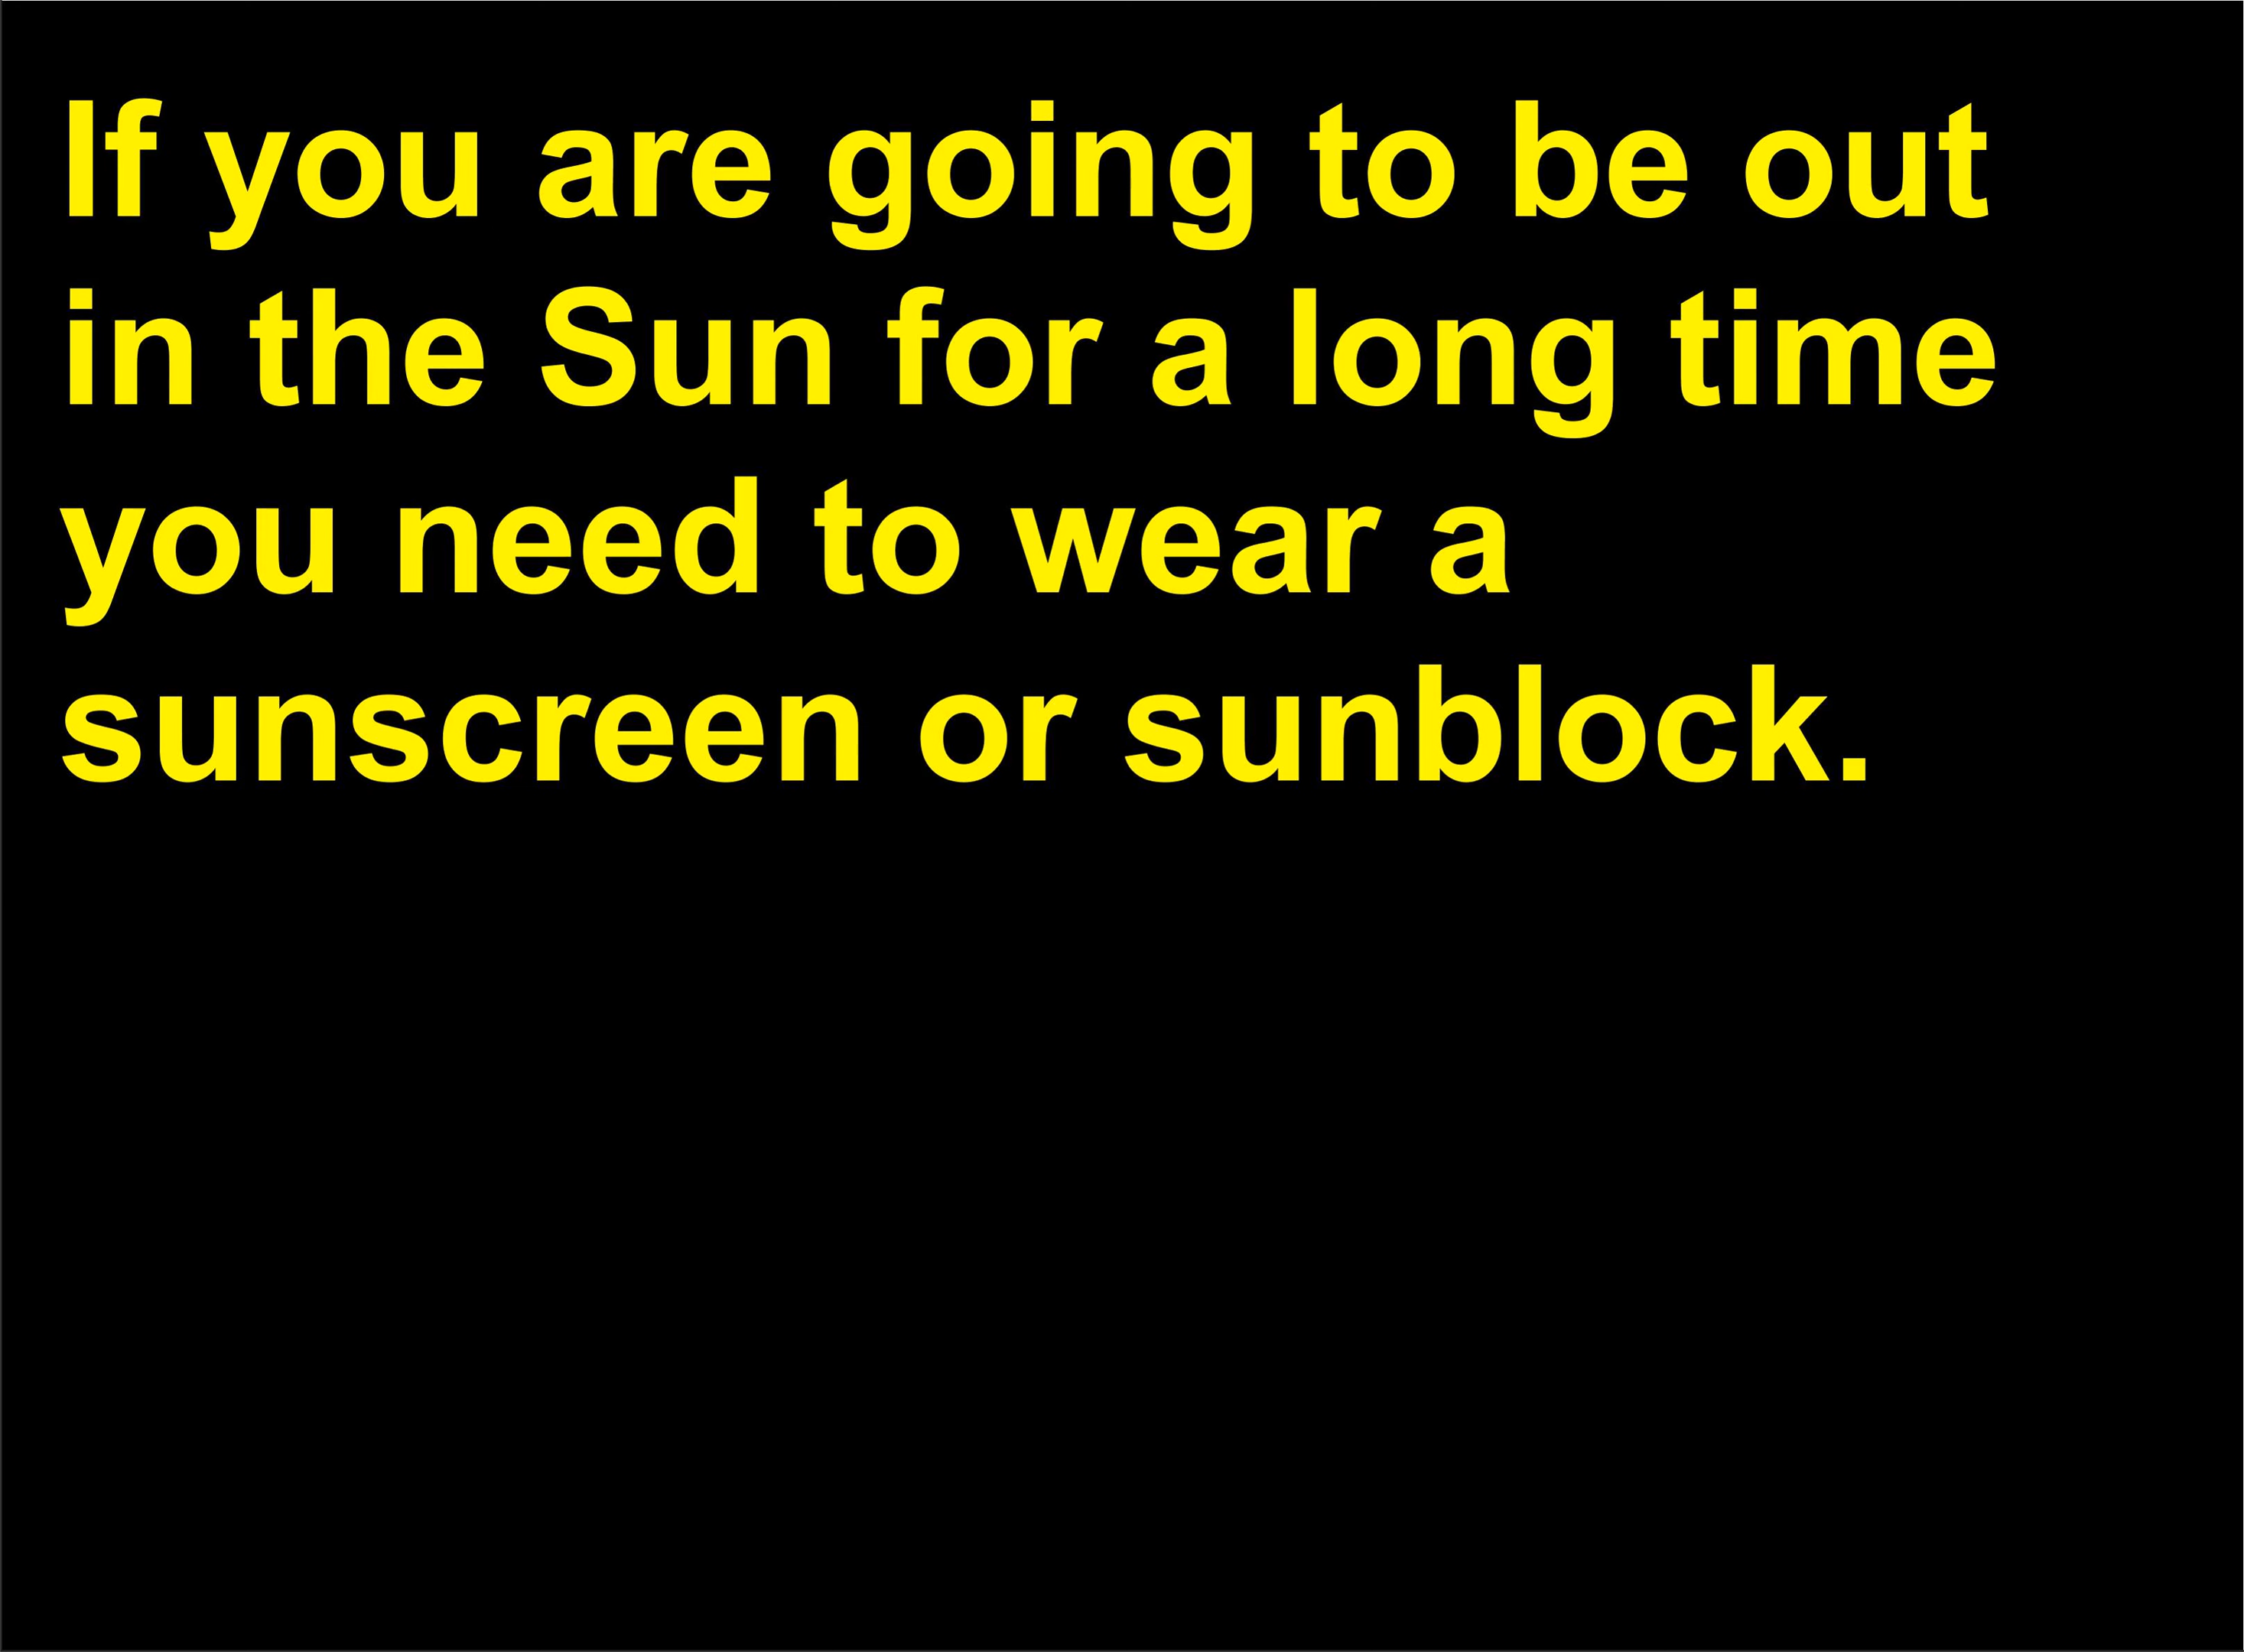 If you are going to be out
in the Sun for a long time
you need to wear a
sunscreen or sunblock.